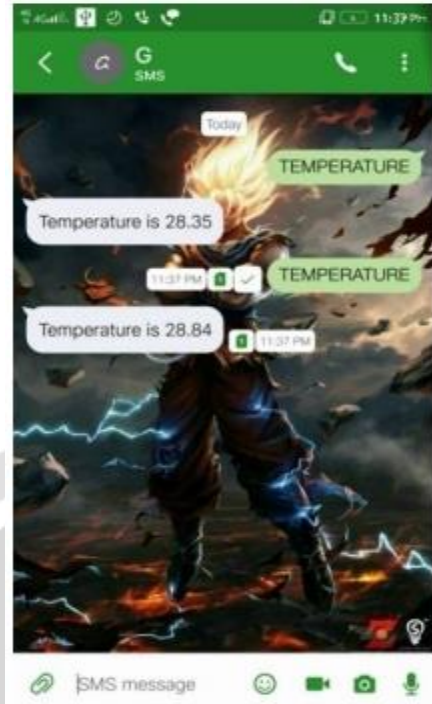 11:39 PM
G
SMS
Today
TEMPERATURE
Temperature is 28.35
11:37 PM
TEMPERATURE
Temperature is 28.84
11:37 PM
SMS message